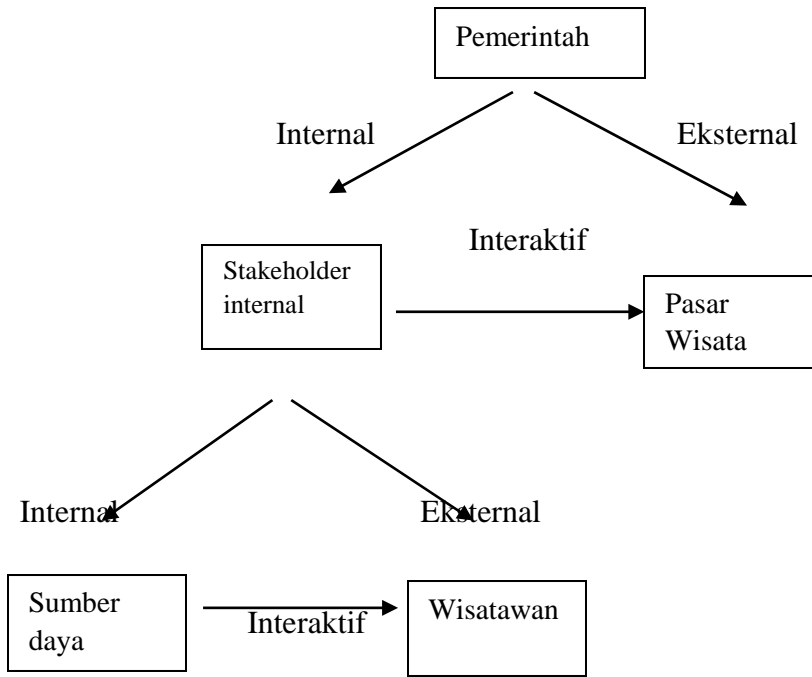 Pemerintah
Internal
Eksternal
Interaktif
Stakeholder
internal
Pasar
Wisata
Internal
Eksternal
Sumber
daya
Interaktif
Wisatawan